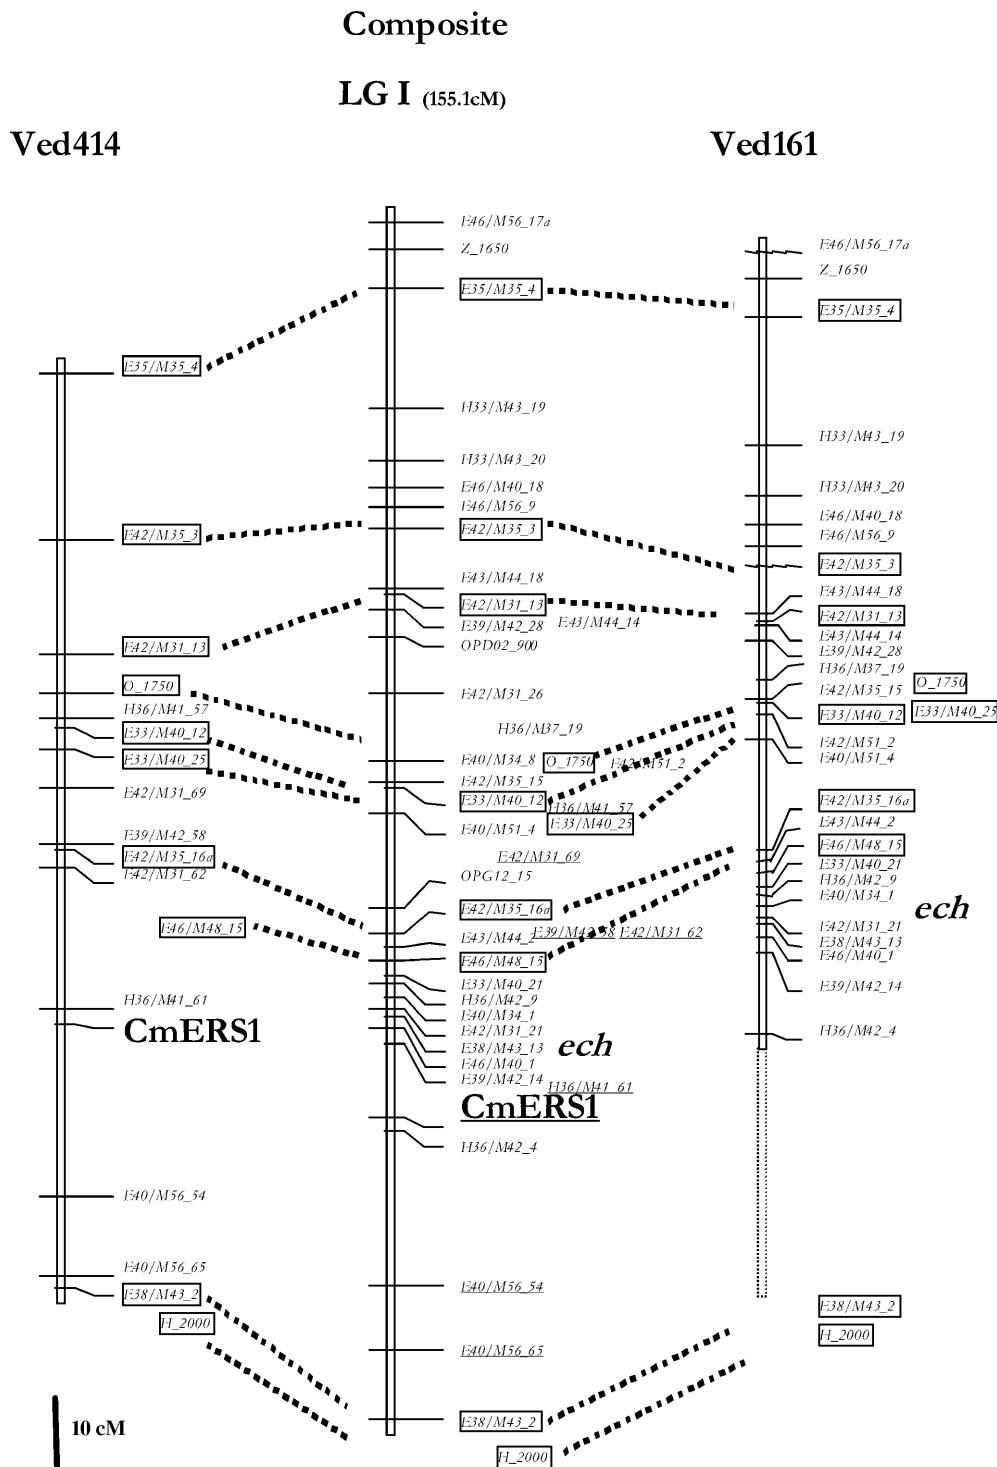 Composite
LG I (155.1cM)
Ved414
Ved161
E35/M35_4
E42/M35_3
E42/M31_13
O_1750
H36/M41_57
E33/M40_12
E33/M40_25
E42/M31_69
E39/M42_58
E42/M35_16a
E42/M31_62
E46/M48_15
H36/M41_61
CmERS1
E40/M56_54
E40/M56_65
E38/M43_2
H_2000
10 cM
E46/M56_17a
Z_1650
E35/M35_4
H33/M43_19
H33/M43_20
E46/M40_18
E46/M56_9
E42/M35_3
E43/M44_18
E42/M31_13
E43/M44_14
E39/M42_28
OPD02_900
E42/M31_26
H36/M37_19
E40/M34_8 O_1750 E42/M51_2
E42/M35_15
E33/M40_12 H36/M41_57
E40/M51_4 E33/M40_25
E42/M31_69
OPG12_15
E42/M35_16a
E43/M44_2 E39/M42_58 E42/M31_62
E46/M48_15
E33/M40_21
H36/M42_9
E40/M34_1
E42/M31_21
E38/M43_13 ech
E46/M40_1
E39/M42_14 H36/M41_61
CmERS1
H36/M42_4
E40/M56_54
E40/M56_65
E38/M43_2
H_2000
E46/M56_17a
Z_1650
E35/M35_4
H33/M43_19
H33/M43_20
E46/M40_18
E46/M56_9
E42/M35_3
E43/M44_18
E42/M31_13
E43/M44_14
E39/M42_28
H36/M37_19
E42/M35_15 O_1750
E33/M40_12 E33/M40_25
E42/M51_2
E40/M51_4
E42/M35_16a
E43/M44_2
E46/M48_15
E33/M40_21
H36/M42_9
E40/M34_1 ech
E42/M31_21
E38/M43_13
E46/M40_1
E39/M42_14
H36/M42_4
E38/M43_2
H_2000